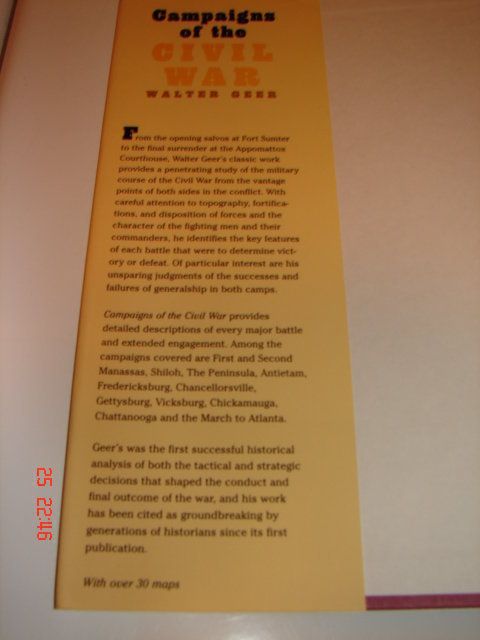 Campaigns
of the
CIVIL
WAR
WALTER GEER
From the opening salvos at Fort Sumter
to the final surrender at the Appomattox
Courthouse, Walter Geer's classic work
provides a penetrating study of the military
course of the Civil War from the vantage
points of both sides in the conflict. With
careful attention to topography, fortifica-
tions, and disposition of forces and the
character of the fighting men and their
commanders, he identifies the key features
of each battle that were to determine vict-
ory or defeat. Of particular interest are his
unsparing judgments of the successes and
failures of generalship in both camps.
Campaigns of the Civil War provides
detailed descriptions of every major battle
and extended engagement. Among the
campaigns covered are First and Second
Manassas, Shiloh, The Peninsula, Antietam,
Fredericksburg, Chancellorsville,
Gettysburg, Vicksburg, Chickamauga,
Chattanooga and the March to Atlanta.
Geer's was the first successful historical
analysis of both the tactical and strategic
decisions that shaped the conduct and
final outcome of the war, and his work
has been cited as groundbreaking by
generations of historians since its first
publication.
With over 30 maps